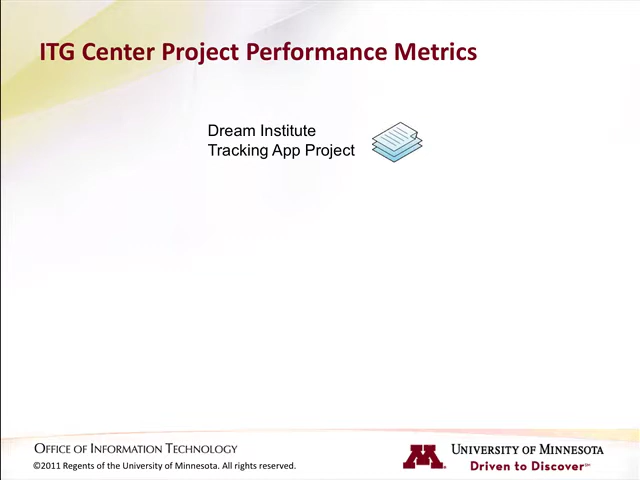 ITG Center Project Performance Metrics
Dream Institute
Tracking App Project
OFFICE OF INFORMATION TECHNOLOGY
©2011 Regents of the University of Minnesota. All rights reserved.
M
UNIVERSITY OF MINNESOTA
Driven to Discover℠